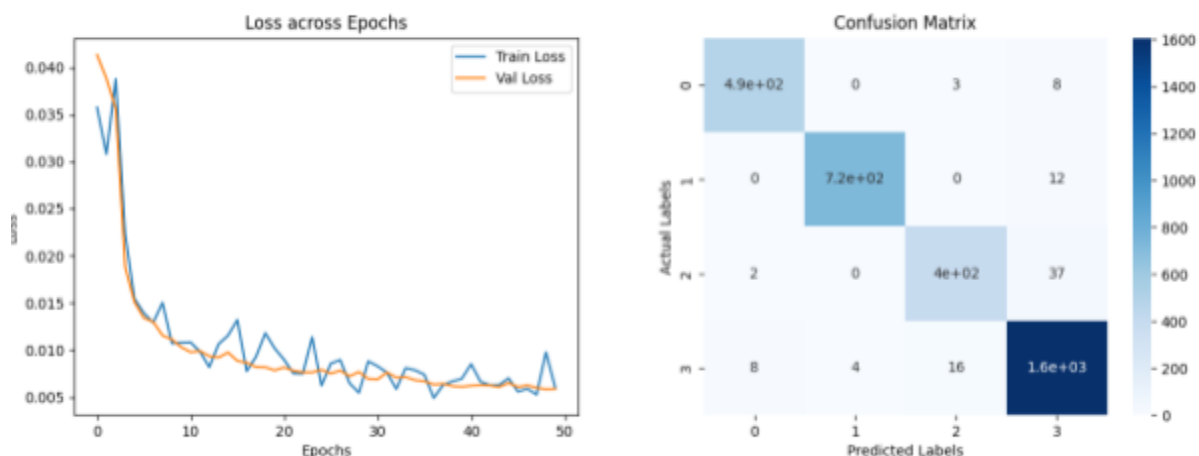 Loss across Epochs
Train Loss
Val Loss
0.040
0.035
0.030
0.025
0.020
0.015
0.010
0.005
Loss
0
10
20
30
40
50
Epochs
Confusion Matrix
4.9e+02 0 3 8
0 7.2e+02 0 12
2 0 4e+02 37
8 4 16 1.6e+03
0
1
2
3
Actual Labels
0 1 2 3
Predicted Labels
1600
1400
1200
1000
800
600
400
200
0